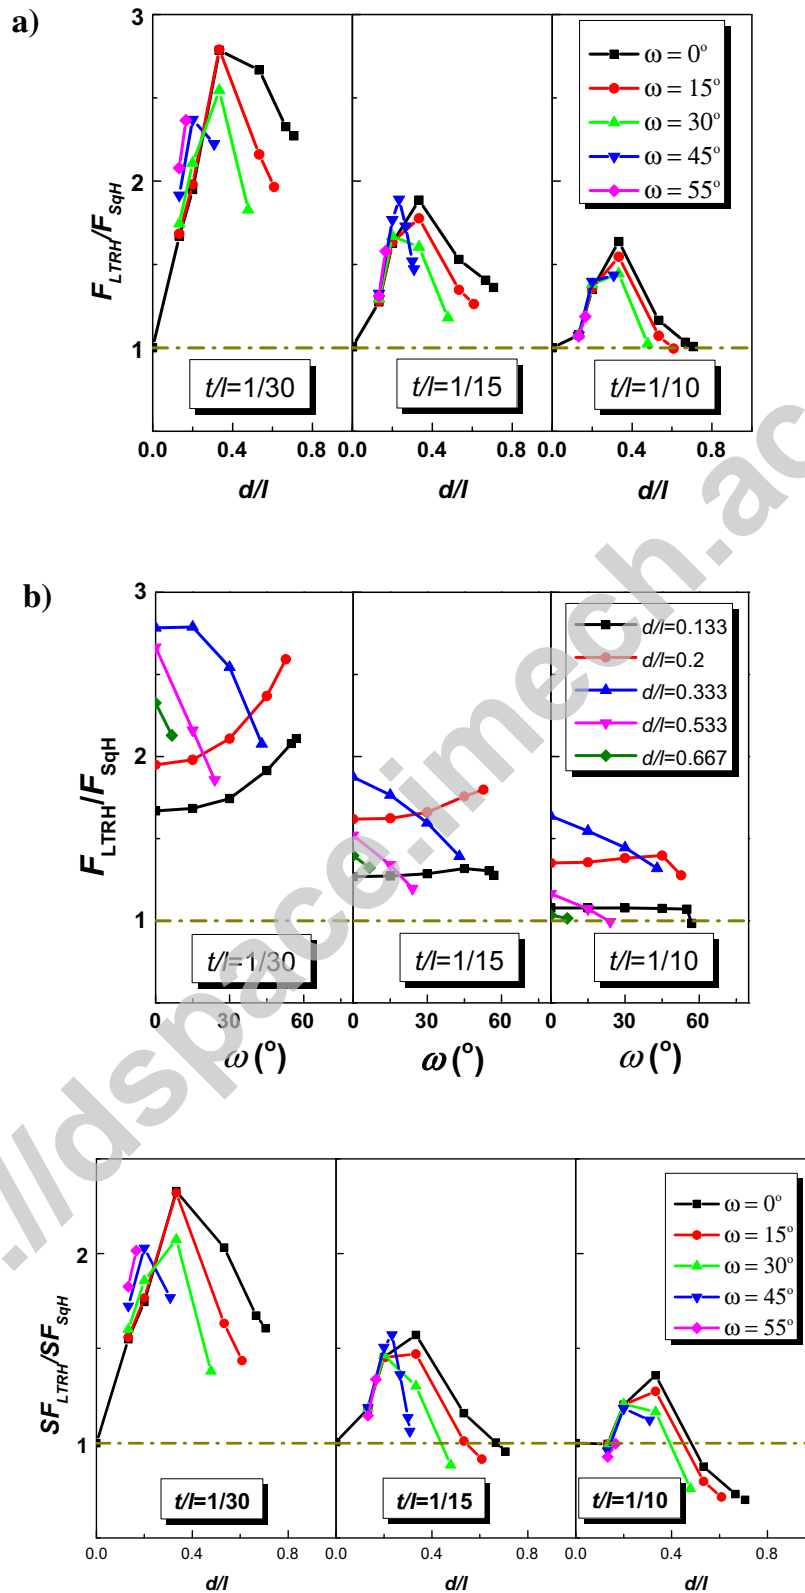 a)
3
2
1
F_LTRH/F_SqH
ω = 0°
ω = 15°
ω = 30°
ω = 45°
ω = 55°
t/l=1/30
t/l=1/15
t/l=1/10
0.0 0.4 0.8 0.0 0.4 0.8 0.0 0.4 0.8
d/l d/l d/l
b)
3
2
1
F_LTRH/F_SqH
d/l=0.133
d/l=0.2
d/l=0.333
d/l=0.533
d/l=0.667
t/l=1/30
t/l=1/15
t/l=1/10
0 30 60 0 30 60 0 30 60
ω (°) ω (°) ω (°)
2
1
SF_LTRH/SF_SqH
ω = 0°
ω = 15°
ω = 30°
ω = 45°
ω = 55°
t/l=1/30
t/l=1/15
t/l=1/10
0.0 0.4 0.8 0.0 0.4 0.8 0.0 0.4 0.8
d/l d/l d/l
://dspace.imech.ac